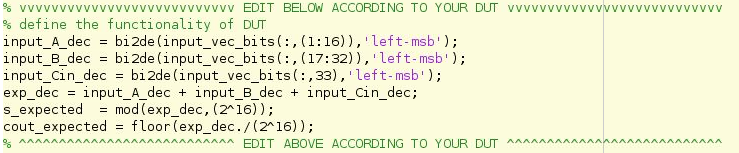 % vvvvvvvvvvvvvvvvvvvvvvvvvvv EDIT BELOW ACCORDING TO YOUR DUT vvvvvvvvvvvvvvvvvvvvvvvvvvv
% define the functionality of DUT
input_A_dec = bi2de(input_vec_bits(:,(1:16)),'left-msb');
input_B_dec = bi2de(input_vec_bits(:,(17:32)),'left-msb');
input_Cin_dec = bi2de(input_vec_bits(:,33),'left-msb');
exp_dec = input_A_dec + input_B_dec + input_Cin_dec;
s_expected  = mod(exp_dec,(2^16));
cout_expected = floor(exp_dec./(2^16));
% ^^^^^^^^^^^^^^^^^^^^^^^^^^^ EDIT ABOVE ACCORDING TO YOUR DUT ^^^^^^^^^^^^^^^^^^^^^^^^^^^